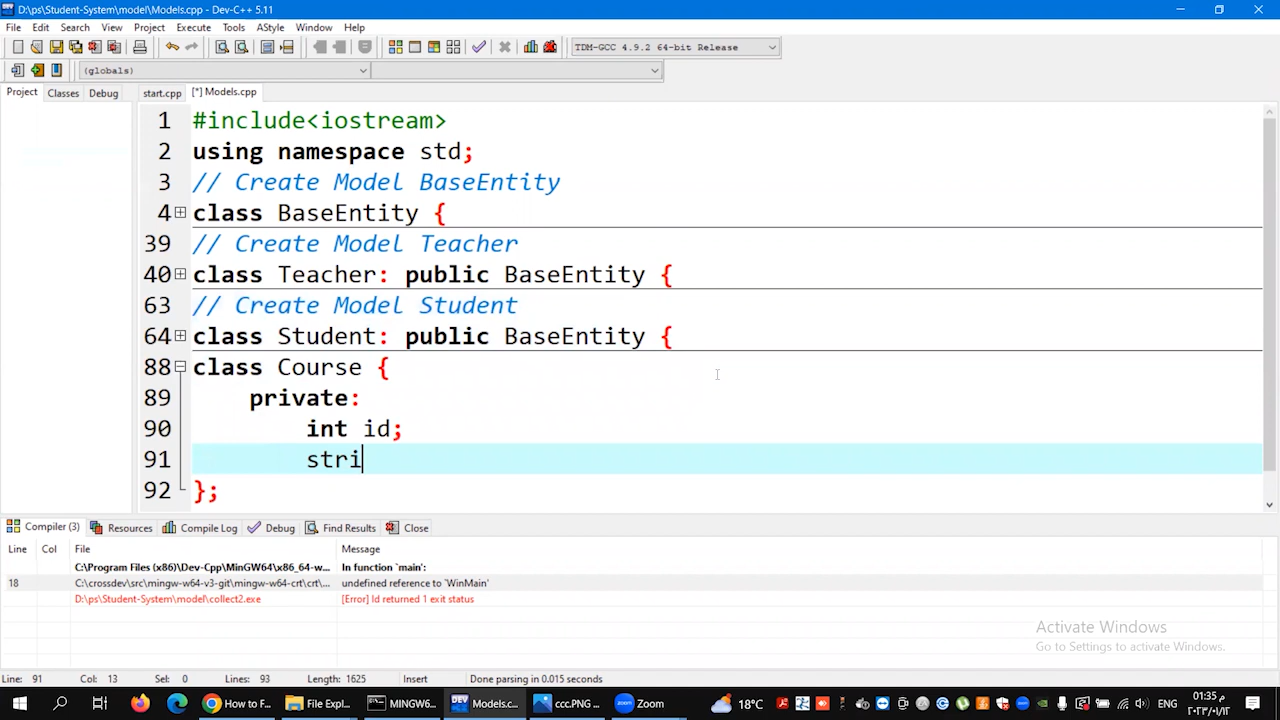 D:\ps\Student-System\model\Models.cpp - Dev-C++ 5.11
File Edit Search View Project Execute Tools AStyle Window Help
TDM-GCC 4.9.2 64-bit Release
(globals)
Project Classes Debug start.cpp [*] Models.cpp
1 #include<iostream>
2 using namespace std;
3 // Create Model BaseEntity
4 class BaseEntity {
39 // Create Model Teacher
40 class Teacher: public BaseEntity {
63 // Create Model Student
64 class Student: public BaseEntity {
88 class Course {
89 private:
90 int id;
91 stri
92 };
Compiler (3) Resources Compile Log Debug Find Results Close
Line Col File Message
C:\Program Files (x86)\Dev-Cpp\MinGW64\x86_64-w... In function `main':
18 C:\crossdev\src\mingw-w64-v3-git\mingw-w64-crt\crt\... undefined reference to `WinMain'
D:\ps\Student-System\model\collect2.exe [Error] ld returned 1 exit status
Activate Windows
Go to Settings to activate Windows.
Line: 91 Col: 13 Sel: 0 Lines: 93 Length: 1625 Insert Done parsing in 0.015 seconds
How to F... File Expl... MINGW6... Models.c... ccc.PNG ... Zoom 18°C ENG 01:35 م